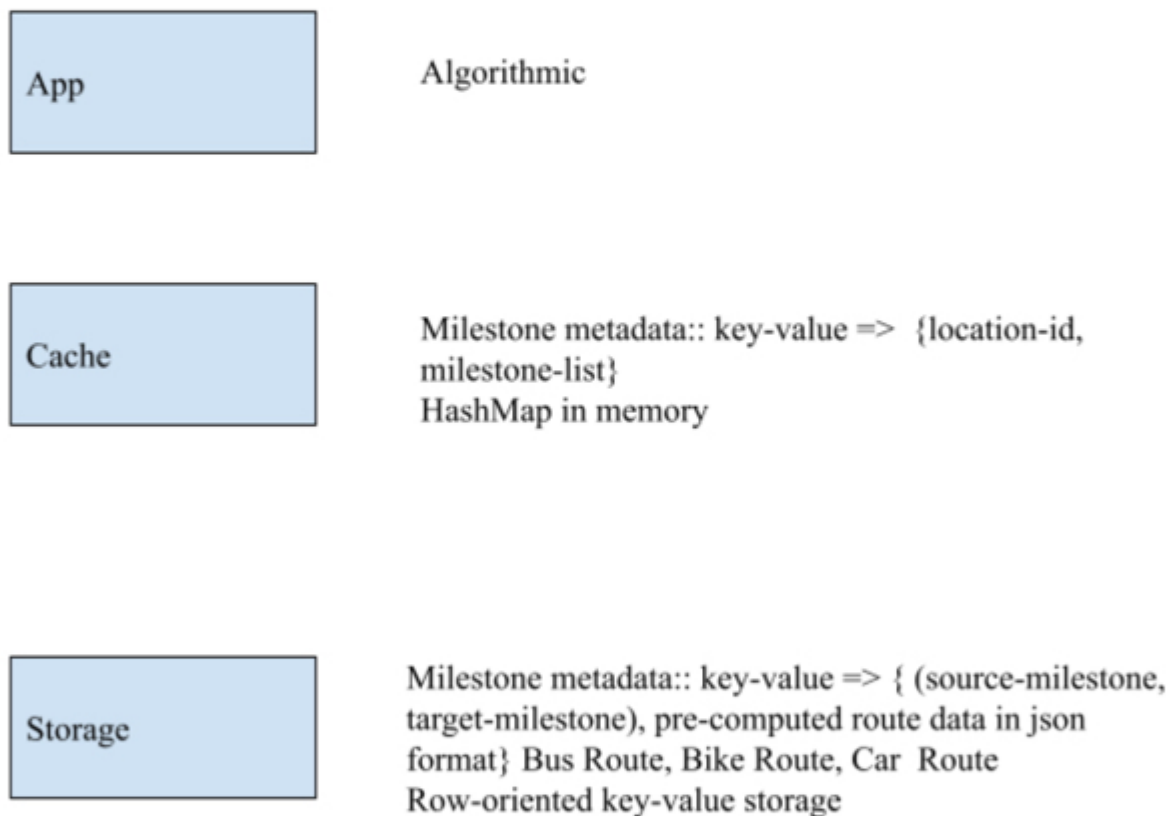 App
Algorithmic
Cache
Milestone metadata:: key-value => {location-id,
milestone-list}
HashMap in memory
Storage
Milestone metadata:: key-value => { (source-milestone,
target-milestone), pre-computed route data in json
format} Bus Route, Bike Route, Car Route
Row-oriented key-value storage